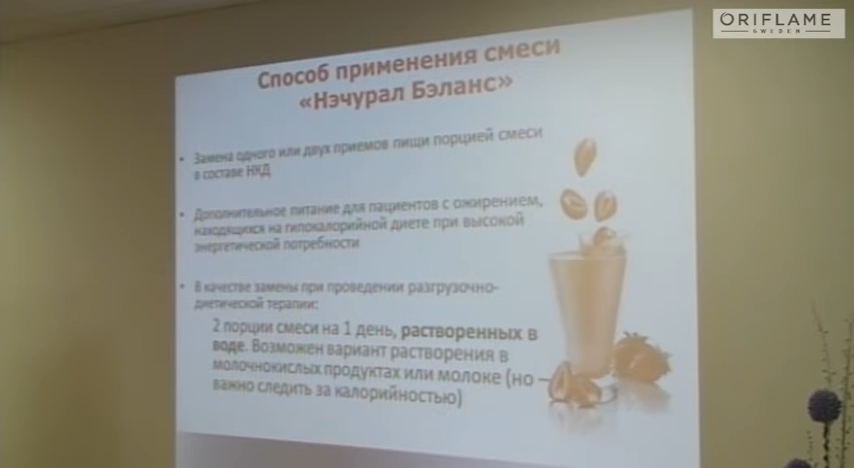 ORIFLAME
SWEDEN
Способ применения смеси
«Нэчурал Бэланс»
• Замена одного или двух приемов пищи порцией смеси
в составе НКД
• Дополнительное питание для пациентов с ожирением,
находящихся на гипокалорийной диете при высокой
энергетической потребности
• В качестве замены при проведении разгрузочно-
диетической терапии:
2 порции смеси на 1 день, растворенных в
воде. Возможен вариант растворения в
молочнокислых продуктах или молоке (но –
важно следить за калорийностью)